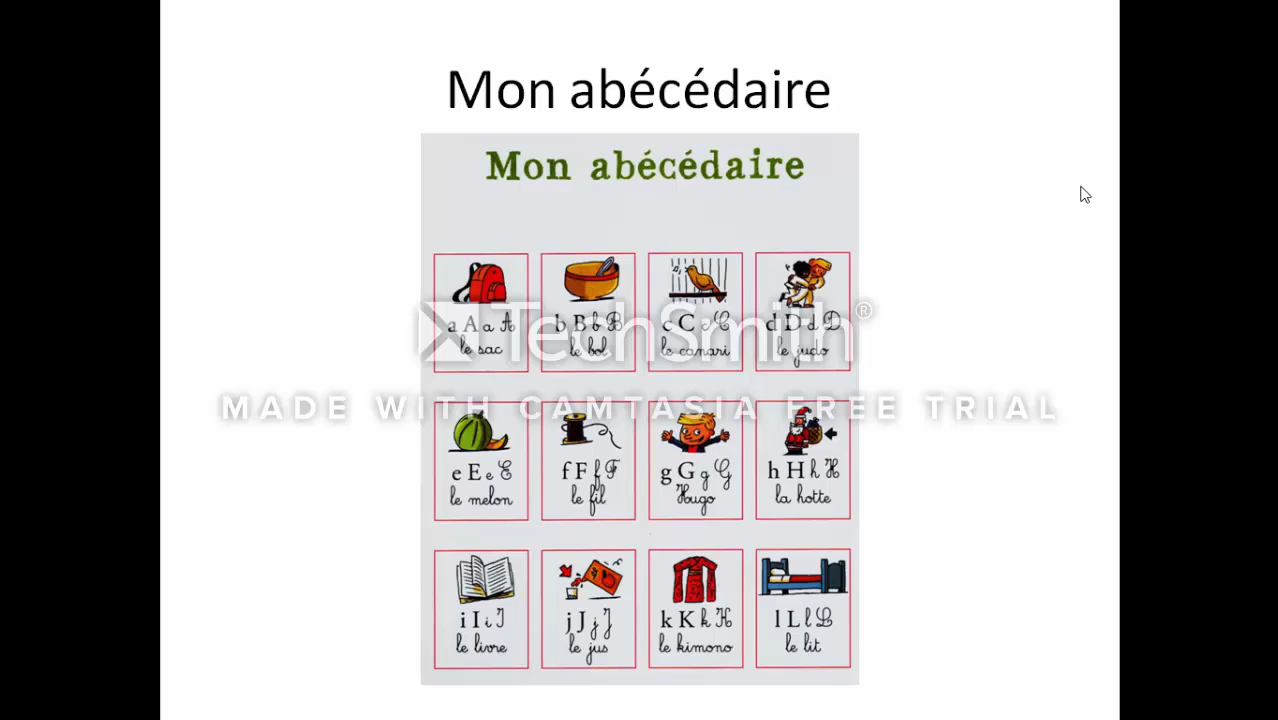 Mon abécédaire
Mon abécédaire
a A a A
le sac
b B b B
le bol
c C c C
le canari
d D d D
le judo
TechSmith®
MADE WITH CAMTASIA FREE TRIAL
e E e E
le melon
f F f F
le fil
g G g G
Hugo
h H h H
la hotte
i I i I
le livre
j J j J
le jus
k K k K
le kimono
l L l L
le lit